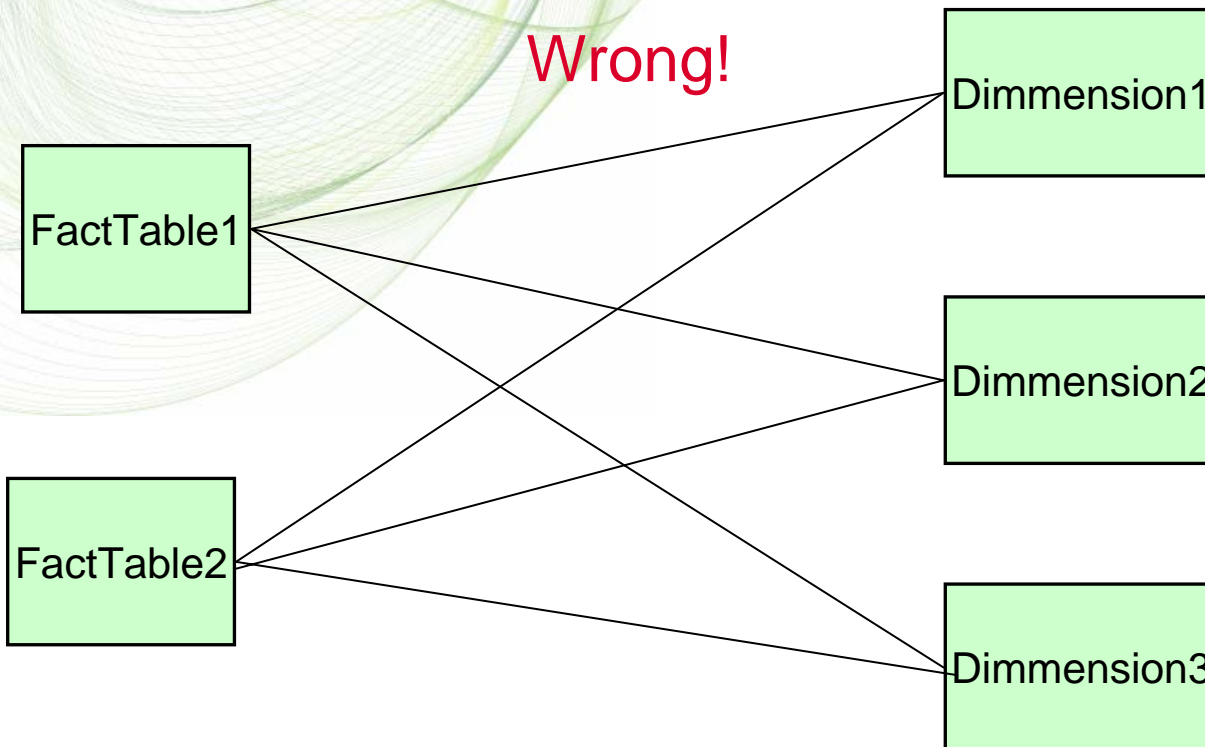 Wrong!
Dimmension1
FactTable1
Dimmension2
FactTable2
Dimmension3